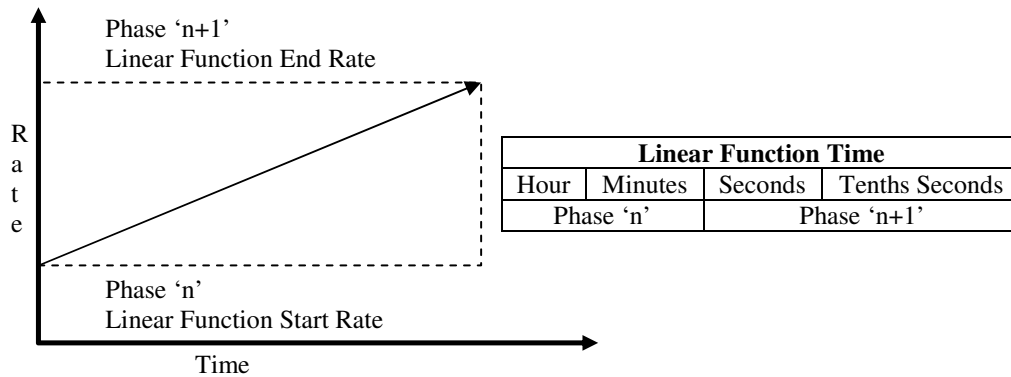 Phase ‘n+1’
Linear Function End Rate
R
a
t
e
Phase ‘n’
Linear Function Start Rate
Time
Linear Function Time
Hour Minutes Seconds Tenths Seconds
Phase ‘n’ Phase ‘n+1’